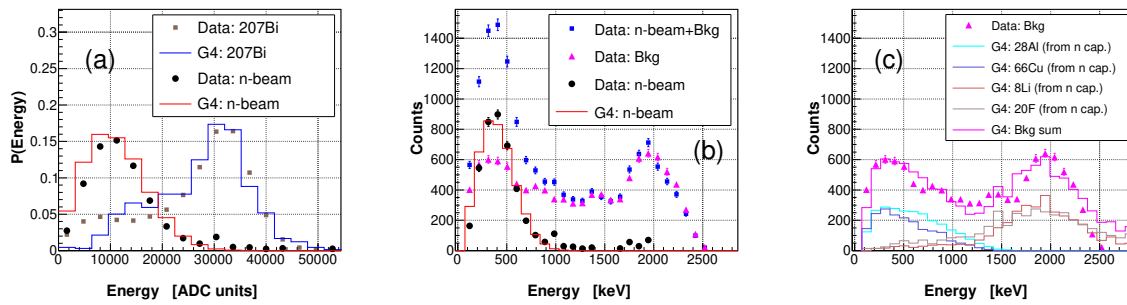 (a)
Data: 207Bi
G4: 207Bi
Data: n-beam
G4: n-beam
P(Energy)
0.3
0.25
0.2
0.15
0.1
0.05
0
0 10000 20000 30000 40000 50000
Energy [ADC units]
(b)
Data: n-beam+Bkg
Data: Bkg
Data: n-beam
G4: n-beam
Counts
1400
1200
1000
800
600
400
200
0
0 500 1000 1500 2000 2500
Energy [keV]
(c)
Data: Bkg
G4: 28Al (from n cap.)
G4: 66Cu (from n cap.)
G4: 8Li (from n cap.)
G4: 20F (from n cap.)
G4: Bkg sum
Counts
1400
1200
1000
800
600
400
200
0
0 500 1000 1500 2000 2500
Energy [keV]